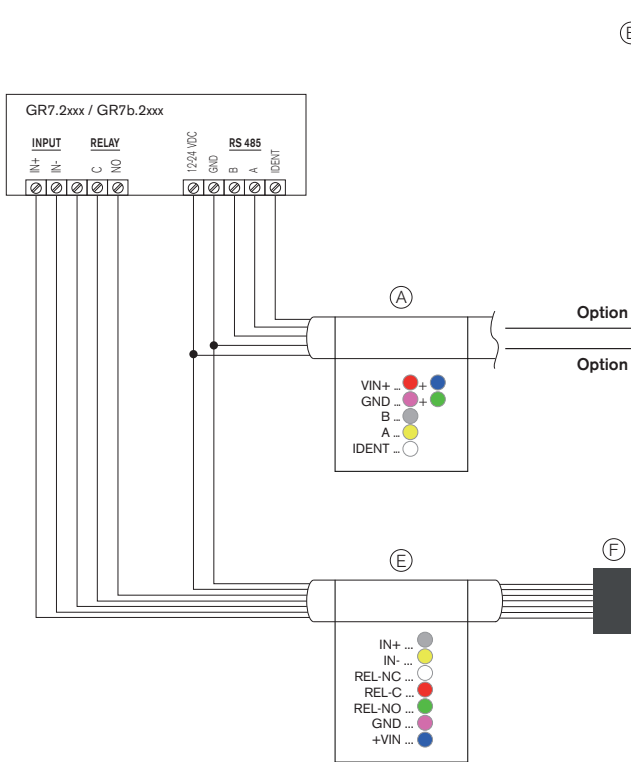 GR7.2xxx / GR7b.2xxx
INPUT RELAY RS 485
IN+ IN- C NO 12-24 VDC GND B A IDENT
A
Option
Option
VIN+ ... +
GND ... +
B ...
A ...
IDENT ...
E
F
IN+ ...
IN- ...
REL-NC ...
REL-C ...
REL-NO ...
GND ...
+VIN ...